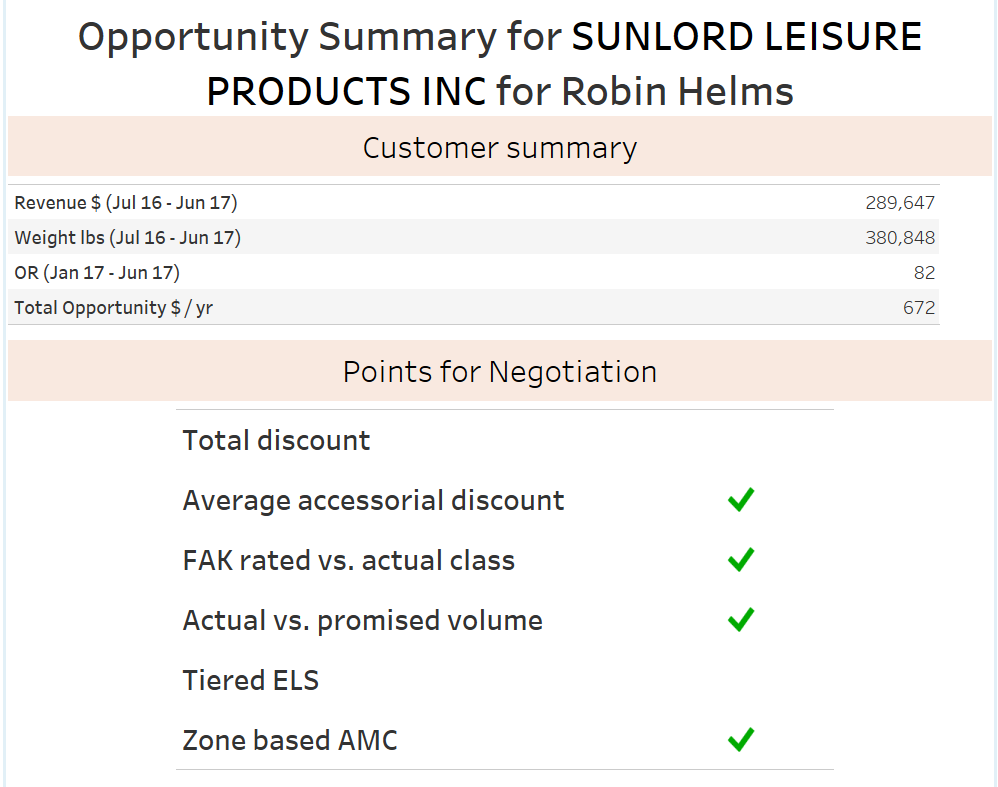 Opportunity Summary for SUNLORD LEISURE
PRODUCTS INC for Robin Helms
Customer summary
Revenue $ (Jul 16 - Jun 17) 289,647
Weight lbs (Jul 16 - Jun 17) 380,848
OR (Jan 17 - Jun 17) 82
Total Opportunity $ / yr 672
Points for Negotiation
Total discount
Average accessorial discount
FAK rated vs. actual class
Actual vs. promised volume
Tiered ELS
Zone based AMC